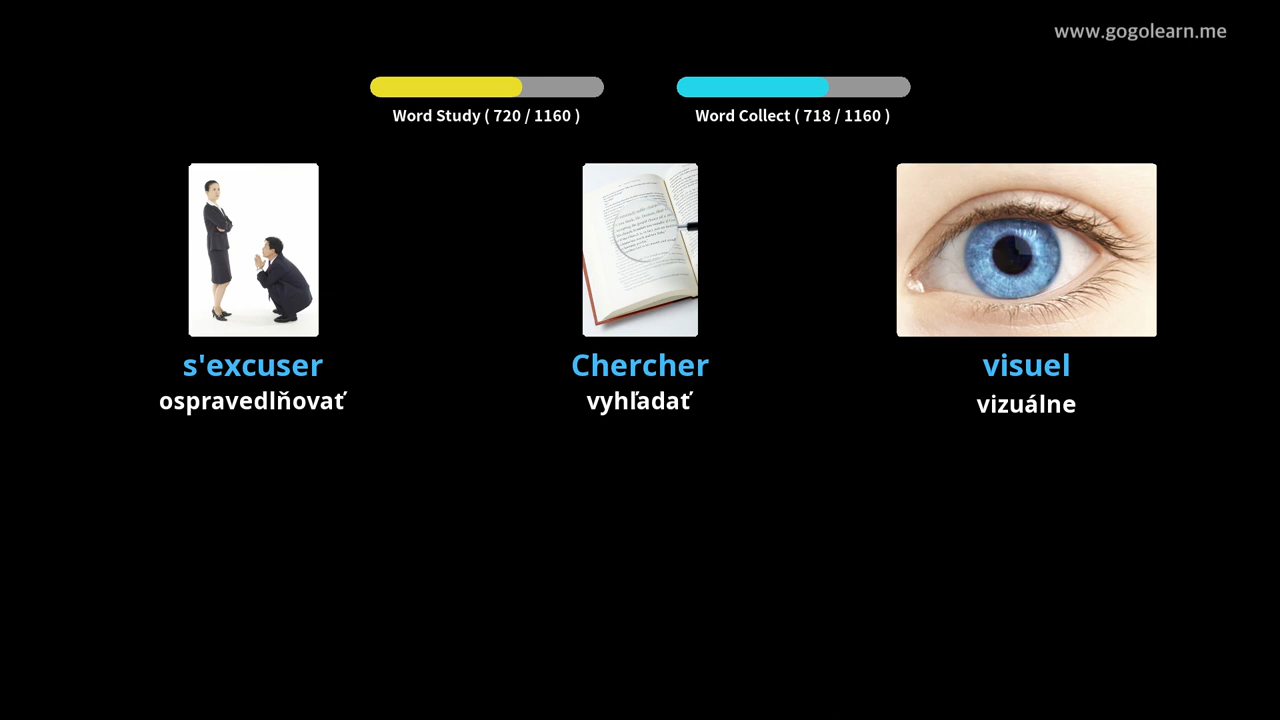 www.gogolearn.me
Word Study ( 720 / 1160 )
Word Collect ( 718 / 1160 )
s'excuser
Chercher
visuel
ospravedlňovať
vyhľadať
vizuálne